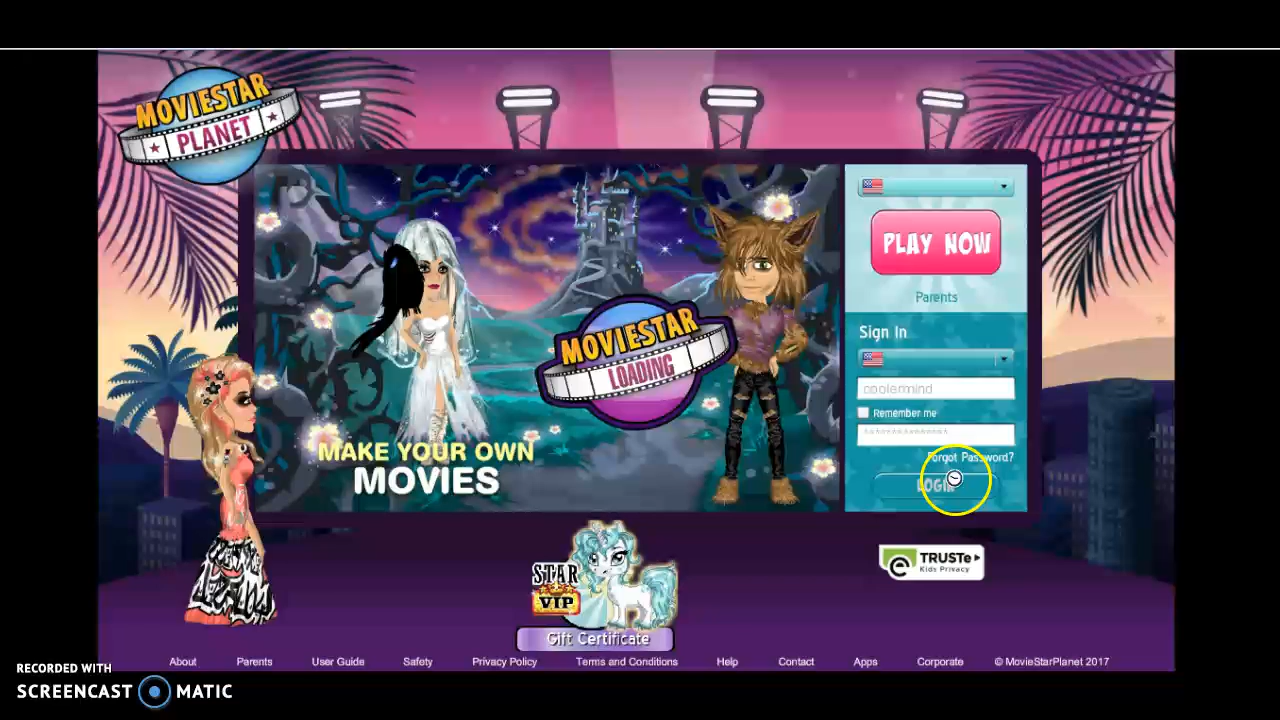 MOVIESTAR
PLANET
PLAY NOW
Parents
Sign In
coolermind
Remember me
***************
Forgot Password?
LOGIN
MOVIESTAR
LOADING
MAKE YOUR OWN
MOVIES
TRUSTe
Kids Privacy
STAR
VIP
Gift Certificate
About Parents User Guide Safety Privacy Policy Terms and Conditions Help Contact Apps Corporate © MovieStarPlanet 2017
RECORDED WITH
SCREENCAST MATIC